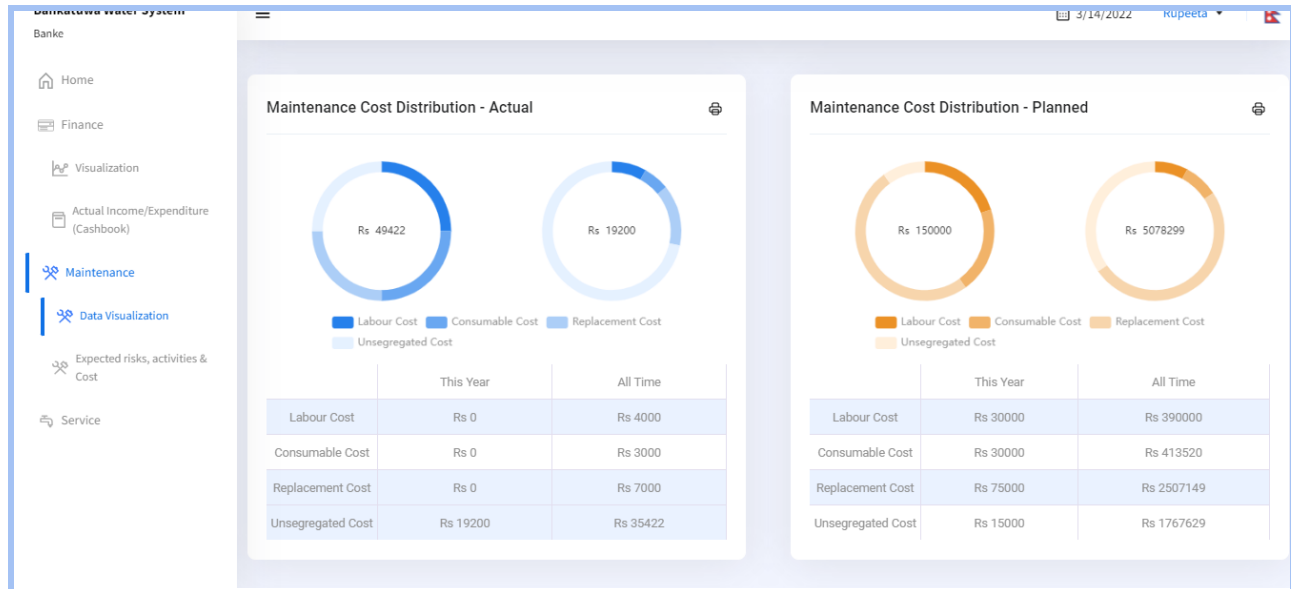 Bankatuwa Water System
Banke
3/14/2022 Rupeeta
Home
Finance
Visualization
Actual Income/Expenditure
(Cashbook)
Maintenance
Data Visualization
Expected risks, activities &
Cost
Service
Maintenance Cost Distribution - Actual
Rs 49422
Rs 19200
Labour Cost Consumable Cost Replacement Cost
Unsegregated Cost
This Year All Time
Labour Cost Rs 0 Rs 4000
Consumable Cost Rs 0 Rs 3000
Replacement Cost Rs 0 Rs 7000
Unsegregated Cost Rs 19200 Rs 35422
Maintenance Cost Distribution - Planned
Rs 150000
Rs 5078299
Labour Cost Consumable Cost Replacement Cost
Unsegregated Cost
This Year All Time
Labour Cost Rs 30000 Rs 390000
Consumable Cost Rs 30000 Rs 413520
Replacement Cost Rs 75000 Rs 2507149
Unsegregated Cost Rs 15000 Rs 1767629